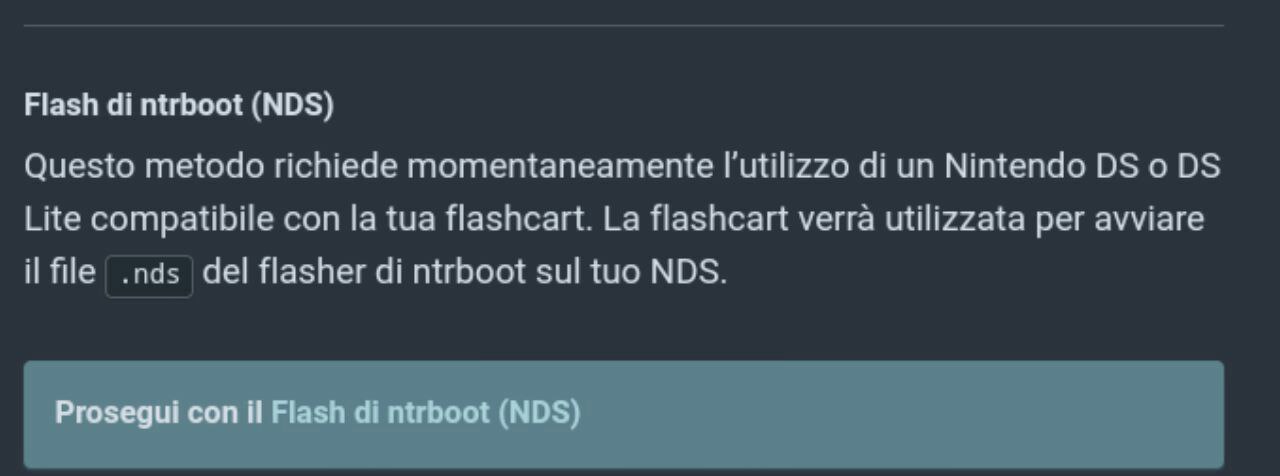 Flash di ntrboot (NDS)
Questo metodo richiede momentaneamente l’utilizzo di un Nintendo DS o DS
Lite compatibile con la tua flashcart. La flashcart verrà utilizzata per avviare
il file .nds del flasher di ntrboot sul tuo NDS.
Prosegui con il Flash di ntrboot (NDS)